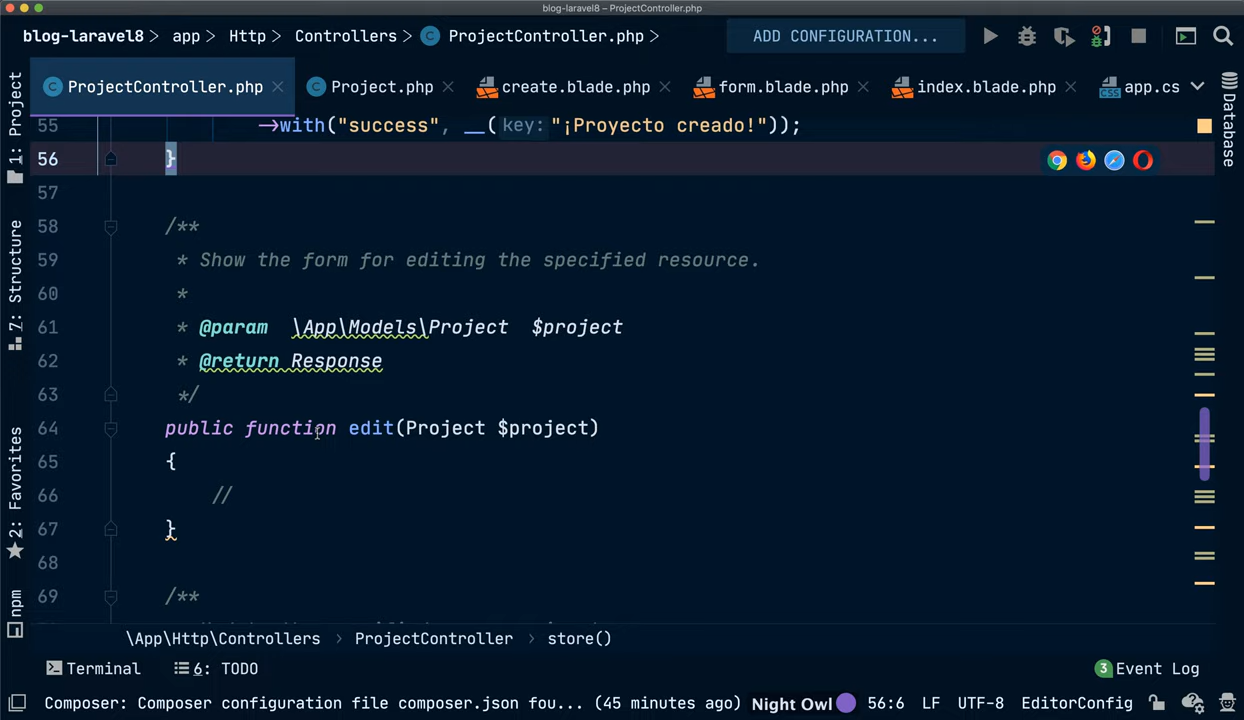 blog-laravel8 – ProjectController.php
blog-laravel8 > app > Http > Controllers > ProjectController.php > ADD CONFIGURATION...
ProjectController.php Project.php create.blade.php form.blade.php index.blade.php app.cs
1: Project
7: Structure
2: Favorites
npm
Database
55 ->with("success", __( key: "¡Proyecto creado!"));
56 }
57
58 /**
59 * Show the form for editing the specified resource.
60 *
61 * @param \App\Models\Project $project
62 * @return Response
63 */
64 public function edit(Project $project)
65 {
66 //
67 }
68
69 /**
\App\Http\Controllers > ProjectController > store()
Terminal 6: TODO 3 Event Log
Composer: Composer configuration file composer.json fou... (45 minutes ago) Night Owl 56:6 LF UTF-8 EditorConfig